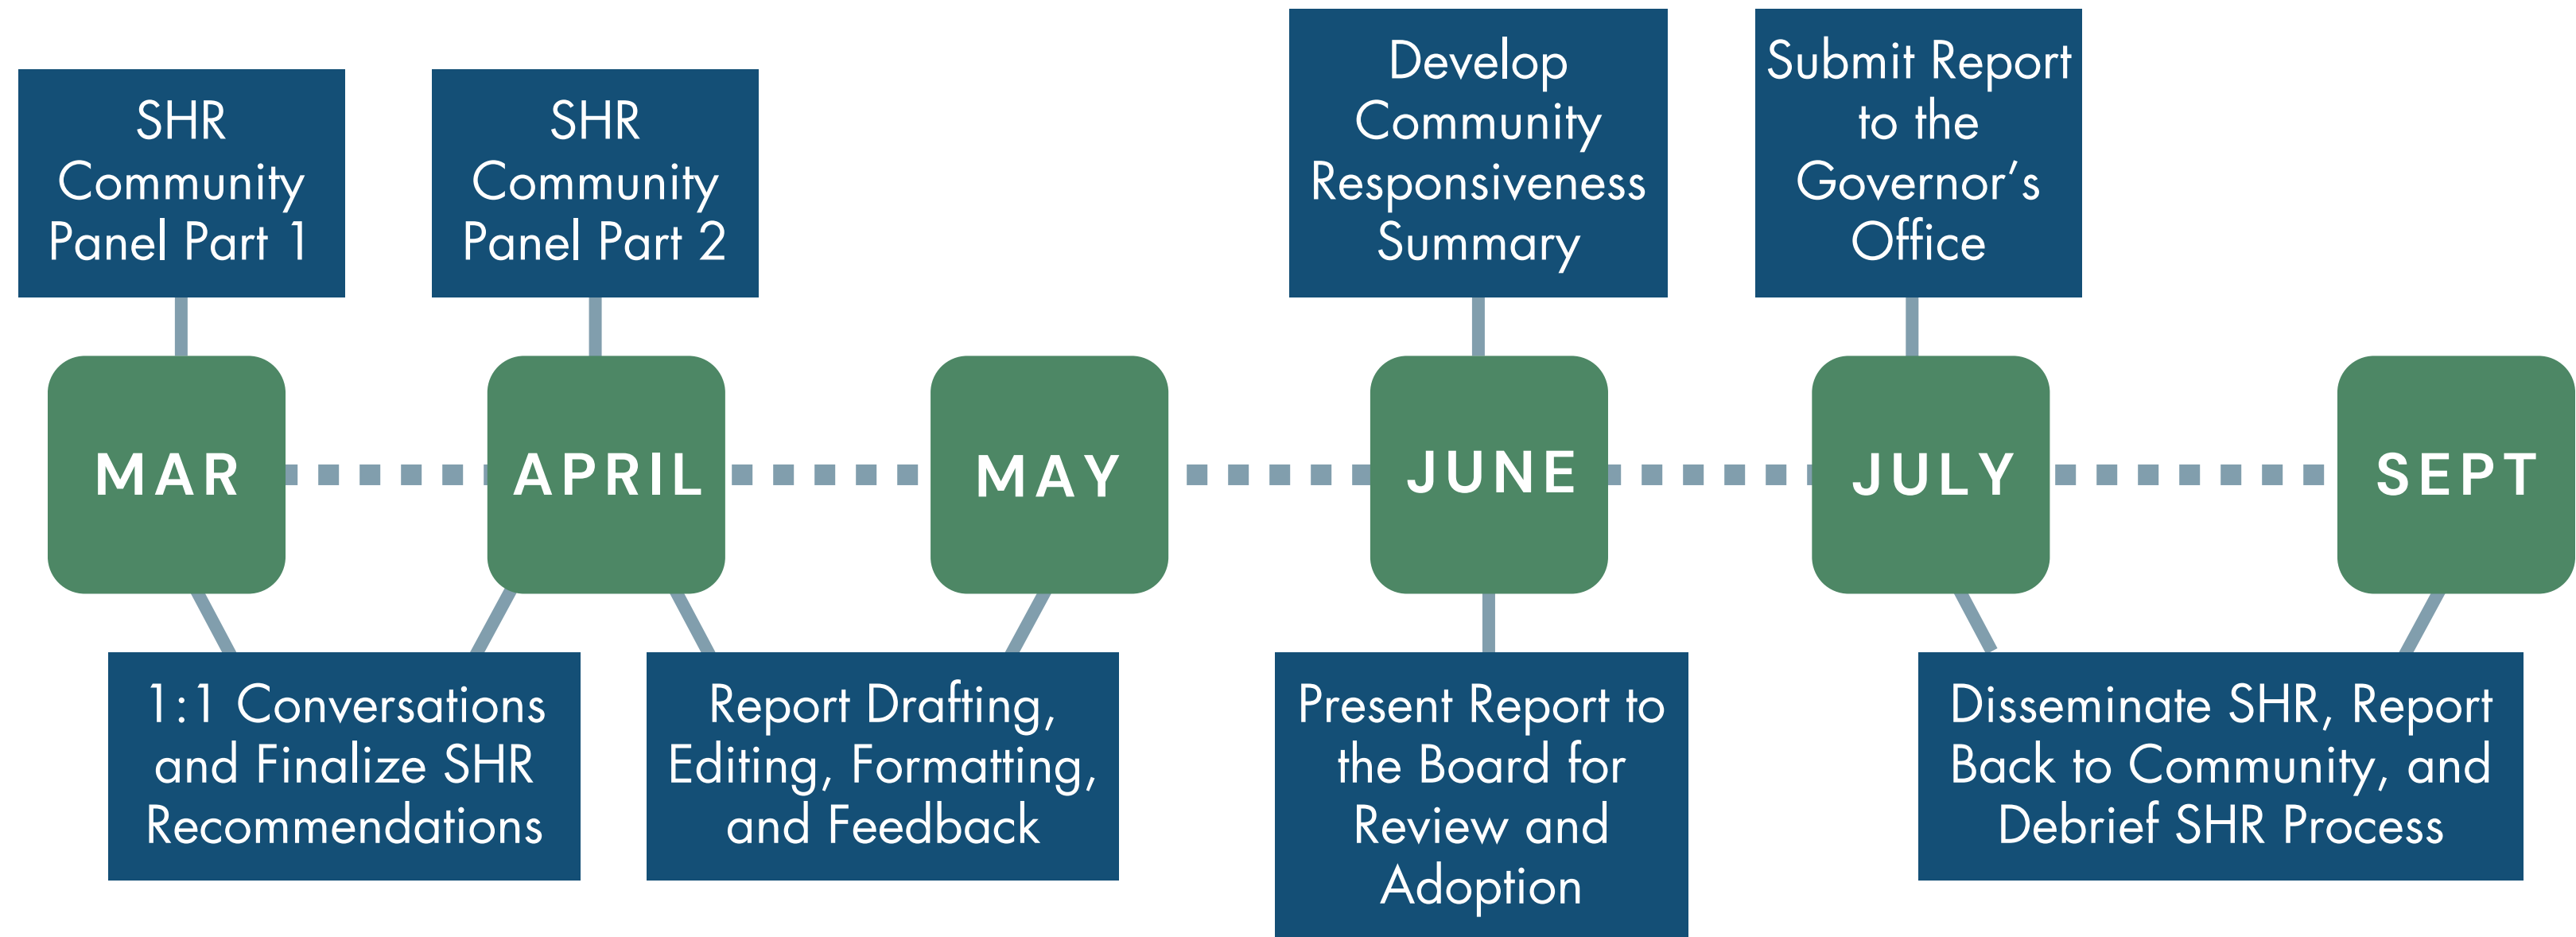 SHR
Community
Panel Part 1
SHR
Community
Panel Part 2
Develop
Community
Responsiveness
Summary
Submit Report
to the
Governor’s
Office
MAR
APRIL
MAY
JUNE
JULY
SEPT
1:1 Conversations
and Finalize SHR
Recommendations
Report Drafting,
Editing, Formatting,
and Feedback
Present Report to
the Board for
Review and
Adoption
Disseminate SHR, Report
Back to Community, and
Debrief SHR Process